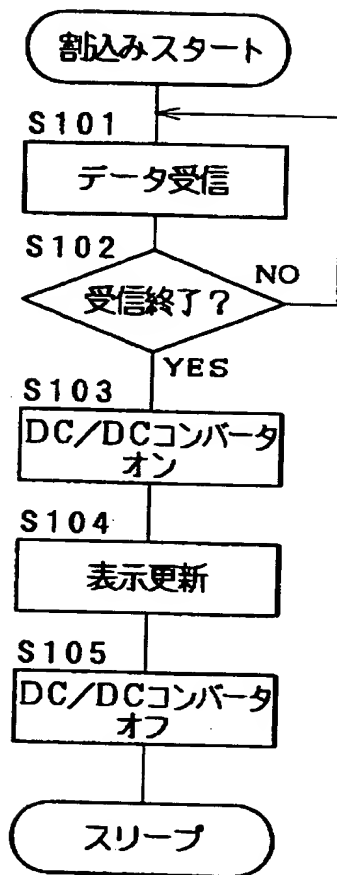 割込みスタート
S101
データ受信
S102
受信終了?
NO
YES
S103
DC/DCコンバータ
オン
S104
表示更新
S105
DC/DCコンバータ
オフ
スリープ